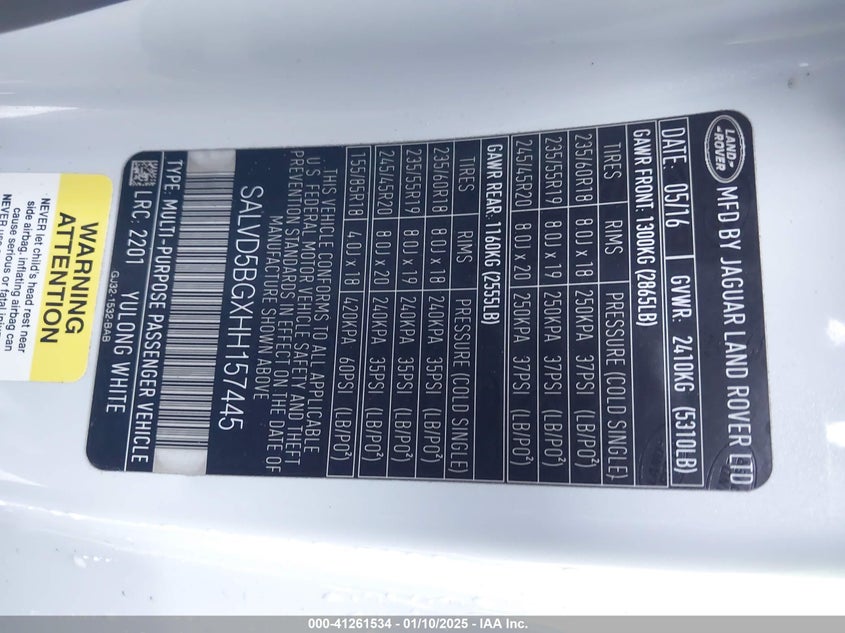 LAND-ROVER
MFD BY JAGUAR LAND ROVER LTD
DATE: 05/16 GVWR: 2410KG (5310LB)
GAWR FRONT: 1300KG (2865LB)
TIRES RIMS PRESSURE (COLD SINGLE)
235/60R18 8.0J x 18 250KPA 37PSI (LB/PO²)
235/55R19 8.0J x 19 250KPA 37PSI (LB/PO²)
245/45R20 8.0J x 20 250KPA 37PSI (LB/PO²)
GAWR REAR: 1160KG (2555LB)
TIRES RIMS PRESSURE (COLD SINGLE)
235/60R18 8.0J x 18 240KPA 35PSI (LB/PO²)
235/55R19 8.0J x 19 240KPA 35PSI (LB/PO²)
245/45R20 8.0J x 20 240KPA 35PSI (LB/PO²)
155/85R18 4.0J x 18 420KPA 60PSI (LB/PO²)
THIS VEHICLE CONFORMS TO ALL APPLICABLE
U S FEDERAL MOTOR VEHICLE SAFETY AND THEFT
PREVENTION STANDARDS IN EFFECT ON THE DATE OF
MANUFACTURE SHOWN ABOVE
SALVD5BGXHH157445
TYPE: MULTI-PURPOSE PASSENGER VEHICLE
LRC: 2201 YULONG WHITE
GJ32-1532-BAB
WARNING
ATTENTION
NEVER let child's head rest near
side airbag, inflating airbag can
cause serious or fatal injury
000-41261534 — 01/10/2025 — IAA Inc.